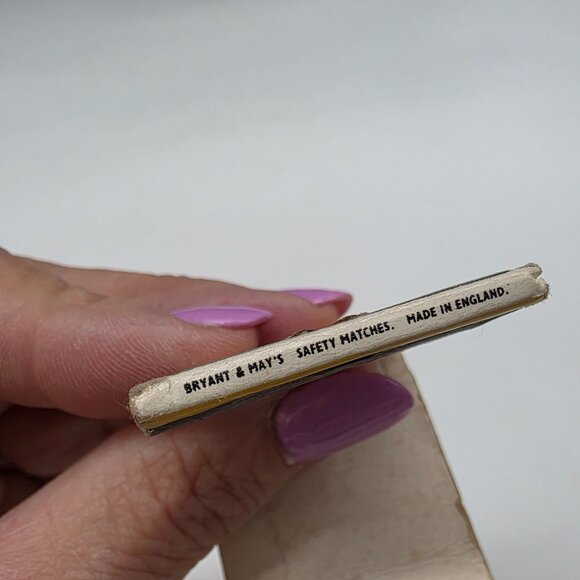 BRYANT & MAY'S SAFETY MATCHES. MADE IN ENGLAND.